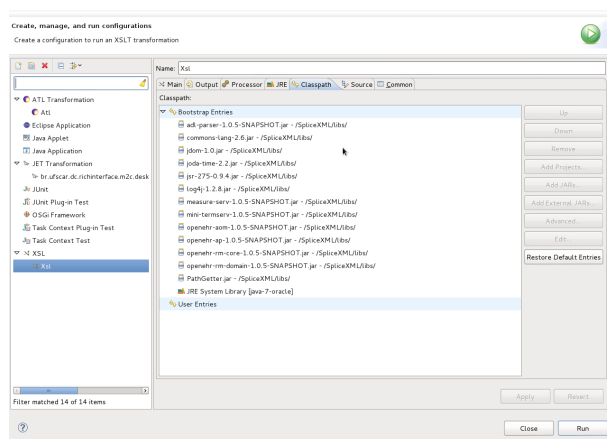 Create, manage, and run configurations
Create a configuration to run an XSLT transformation
Name: Xsl
Main Output Processor JRE Classpath Source Common
ATL Transformation
Atl
Eclipse Application
Java Applet
Java Application
JET Transformation
br.ufscar.dc.richinterface.m2c.desk
JUnit
JUnit Plug-in Test
OSGi Framework
Task Context Plug-in Test
Task Context Test
XSL
Xsl
Filter matched 14 of 14 items
Classpath:
Bootstrap Entries
adl-parser-1.0.5-SNAPSHOT.jar - /SpliceXML/libs/
commons-lang-2.6.jar - /SpliceXML/libs/
jdom-1.0.jar - /SpliceXML/libs/
joda-time-2.2.jar - /SpliceXML/libs/
jsr-275-0.9.4.jar - /SpliceXML/libs/
log4j-1.2.8.jar - /SpliceXML/libs/
measure-serv-1.0.5-SNAPSHOT.jar - /SpliceXML/libs/
mini-termserv-1.0.5-SNAPSHOT.jar - /SpliceXML/libs/
openehr-aom-1.0.5-SNAPSHOT.jar - /SpliceXML/libs/
openehr-ap-1.0.5-SNAPSHOT.jar - /SpliceXML/libs/
openehr-rm-core-1.0.5-SNAPSHOT.jar - /SpliceXML/libs/
openehr-rm-domain-1.0.5-SNAPSHOT.jar - /SpliceXML/libs/
PathGetter.jar - /SpliceXML/libs/
JRE System Library [java-7-oracle]
User Entries
Up
Down
Remove
Add Projects...
Add JARs...
Add External JARs...
Advanced...
Edit...
Restore Default Entries
Apply Revert
Close Run